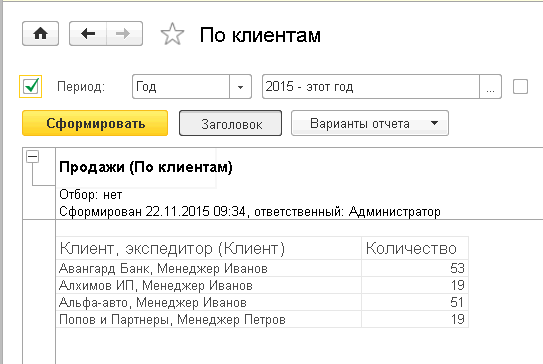 По клиентам
Период: Год 2015 - этот год ...
Сформировать Заголовок Варианты отчета
Продажи (По клиентам)
Отбор: нет
Сформирован 22.11.2015 09:34, ответственный: Администратор
Клиент, экспедитор (Клиент) Количество
Авангард Банк, Менеджер Иванов 53
Алхимов ИП, Менеджер Иванов 19
Альфа-авто, Менеджер Иванов 51
Попов и Партнеры, Менеджер Петров 19